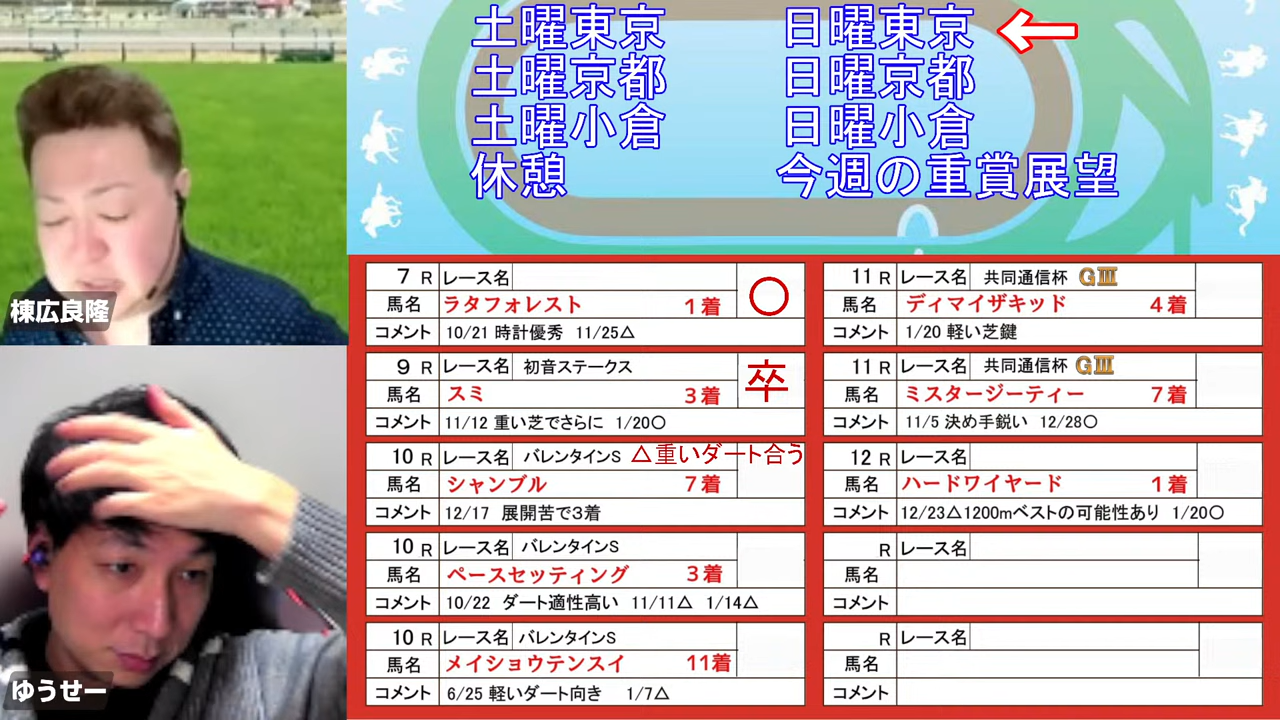 土曜東京
日曜東京
土曜京都
日曜京都
土曜小倉
日曜小倉
休憩
今週の重賞展望
棟広良隆
ゆうせー
7 R レース名
○
馬名 ラタフォレスト 1着
コメント 10/21 時計優秀 11/25△
9 R レース名 初音ステークス
卒
馬名 スミ 3着
コメント 11/12 重い芝でさらに 1/20○
10 R レース名 バレンタインS △重いダート合う
馬名 シャンブル 7着
コメント 12/17 展開苦で3着
10 R レース名 バレンタインS
馬名 ペースセッティング 3着
コメント 10/22 ダート適性高い 11/11△ 1/14△
10 R レース名 バレンタインS
馬名 メイショウテンスイ 11着
コメント 6/25 軽いダート向き 1/7△
11 R レース名 共同通信杯 GⅢ
馬名 ディマイザキッド 4着
コメント 1/20 軽い芝鍵
11 R レース名 共同通信杯 GⅢ
馬名 ミスタージーティー 7着
コメント 11/5 決め手鋭い 12/28○
12 R レース名
馬名 ハードワイヤード 1着
コメント 12/23△1200mベストの可能性あり 1/20○
R レース名
馬名
コメント
R レース名
馬名
コメント